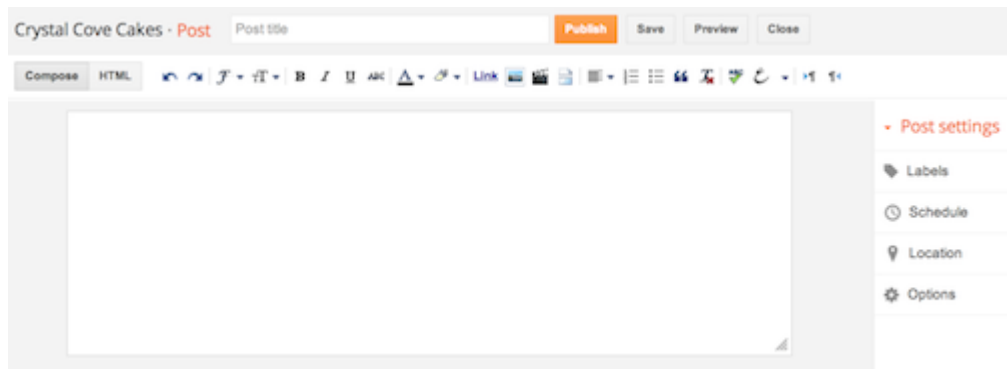 Crystal Cove Cakes · Post Post title Publish Save Preview Close
Compose HTML B I U ABC A Link
Post settings
Labels
Schedule
Location
Options